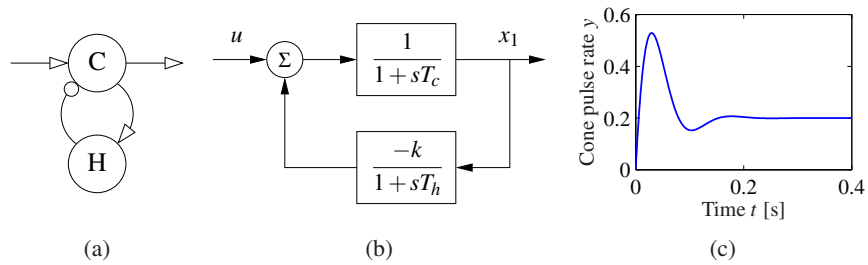 C
H
(a)
u
Σ
1
1 + sT_c
x_1
−k
1 + sT_h
(b)
Cone pulse rate y
0.6
0.4
0.2
0
0
0.2
0.4
Time t [s]
(c)